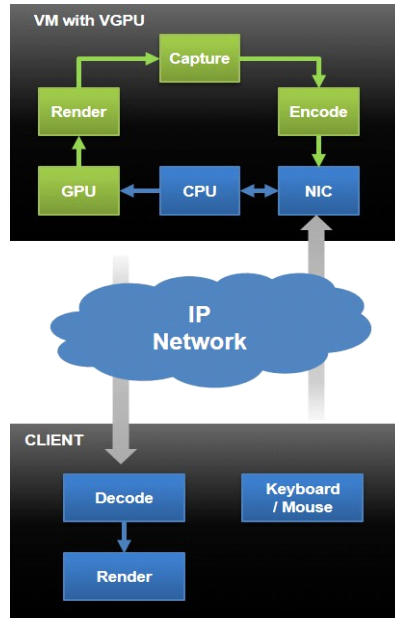 VM with VGPU
Capture
Render
Encode
GPU
CPU
NIC
IP
Network
CLIENT
Decode
Keyboard
/ Mouse
Render